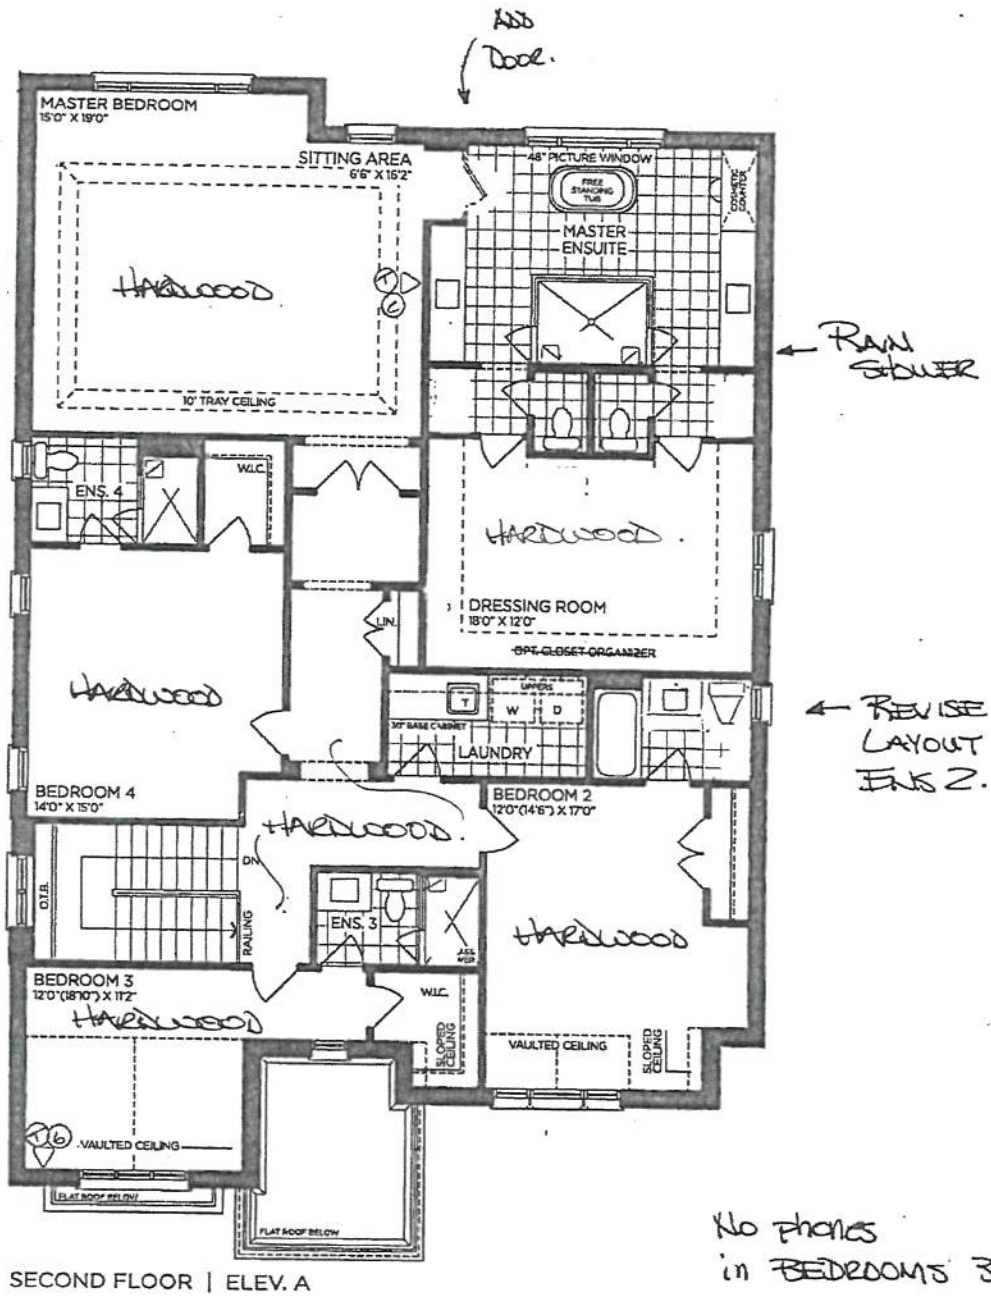 ADD
DOOR.
MASTER BEDROOM
15'0" X 19'0"
SITTING AREA
6'6" X 16'2"
48" PICTURE WINDOW
FREE
STANDING
TUB
COSMETIC
COUNTER
MASTER
ENSUITE
HARDWOOD
T
6
RAIN
SHOWER
10' TRAY CEILING
W.I.C.
ENS. 4
HARDWOOD
DRESSING ROOM
18'0" X 12'0"
OPT. CLOSET ORGANIZER
LIN.
HARDWOOD
UPPERS
T
W
D
30" BASE CABINET
LAUNDRY
REVISE
LAYOUT
ENS 2.
BEDROOM 4
14'0" X 15'0"
BEDROOM 2
12'0"(14'6") X 17'0"
HARDWOOD
DN
O.T.B.
RAILING
ENS. 3
HARDWOOD
BEDROOM 3
12'0"(18'10") X 11'2"
HARDWOOD
W.I.C.
SLOPED
CEILING
VAULTED CEILING
SLOPED
CEILING
T
6
VAULTED CEILING
FLAT ROOF BELOW
FLAT ROOF BELOW
No phones
in BEDROOMS 3
SECOND FLOOR | ELEV. A